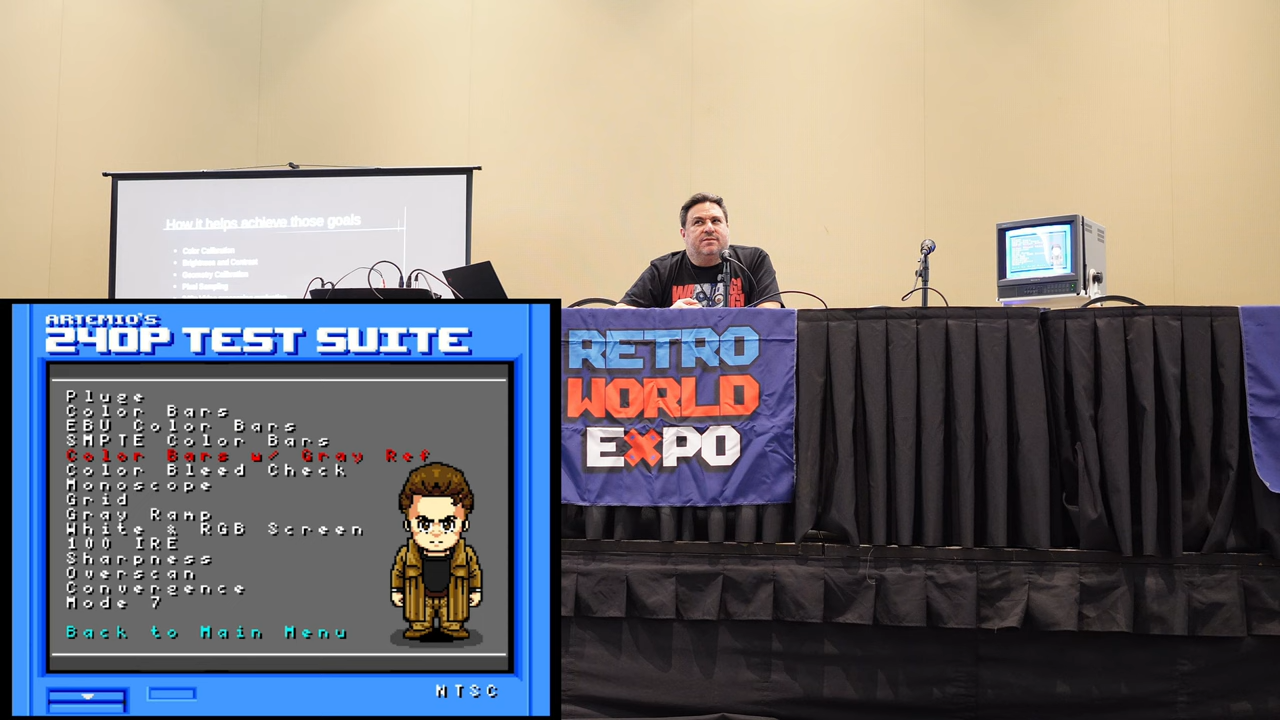 How it helps achieve those goals
Color Calibration
Brightness and Contrast
Geometry Calibration
Pixel Sampling
ARTEMIO'S
240P TEST SUITE
Pluge
Color Bars
EBU Color Bars
SMPTE Color Bars
Color Bars w/ Gray Ref
Color Bleed Check
Monoscope
Grid
Gray Ramp
White & RGB Screen
100 IRE
Sharpness
Overscan
Convergence
Mode 7
Back to Main Menu
NTSC
RETRO
WORLD
EXPO